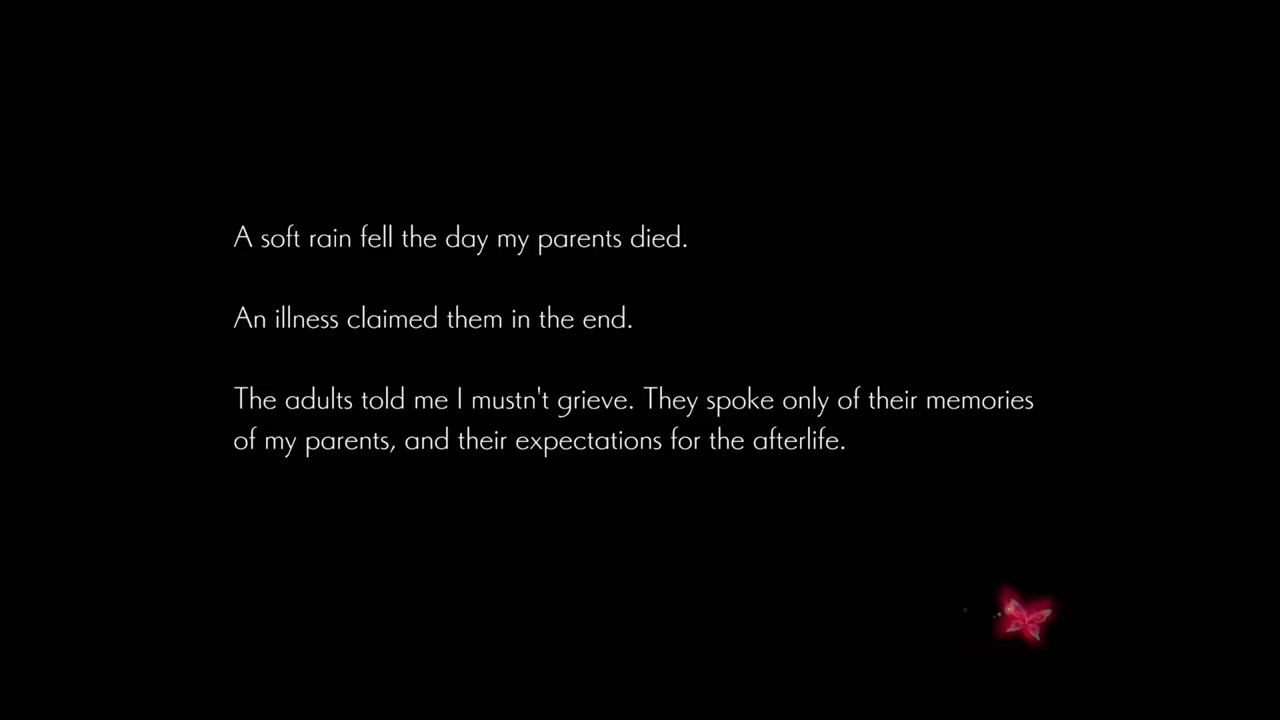 A soft rain fell the day my parents died.
An illness claimed them in the end.
The adults told me I mustn't grieve. They spoke only of their memories
of my parents, and their expectations for the afterlife.